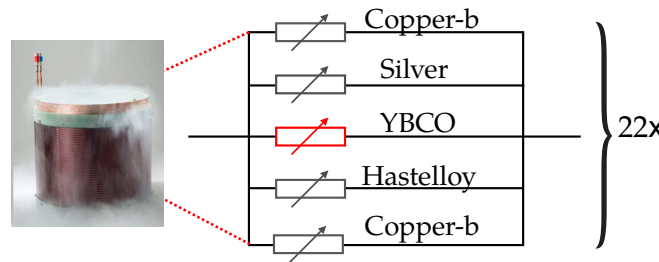 Copper-b
Silver
YBCO
22x
Hastelloy
Copper-b